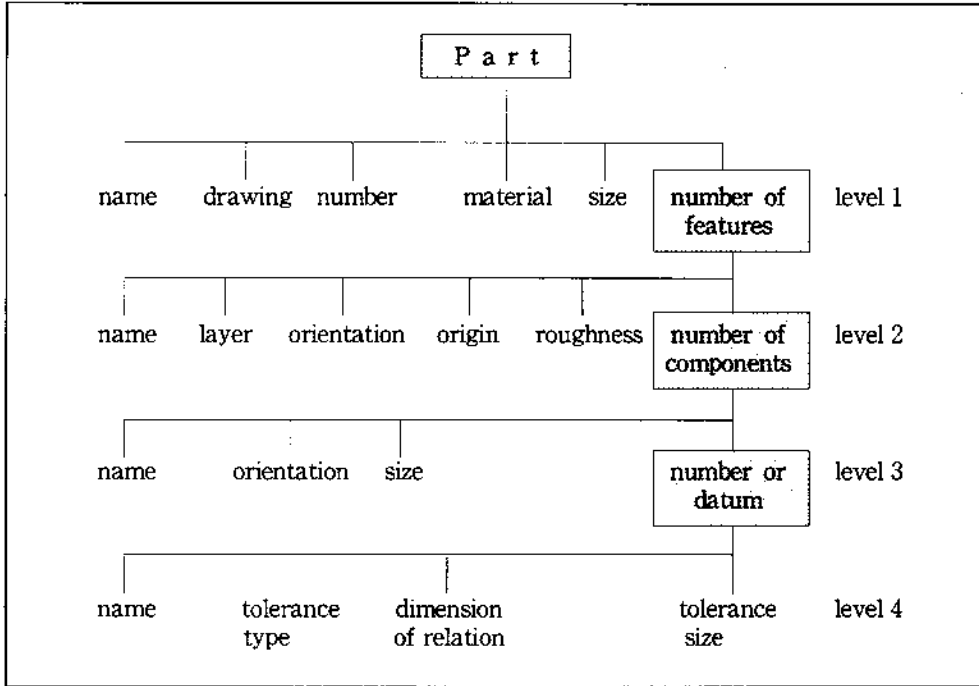 Part
name drawing number material size number of features level 1
name layer orientation origin roughness number of components level 2
name orientation size number or datum level 3
name tolerance type dimension of relation tolerance size level 4